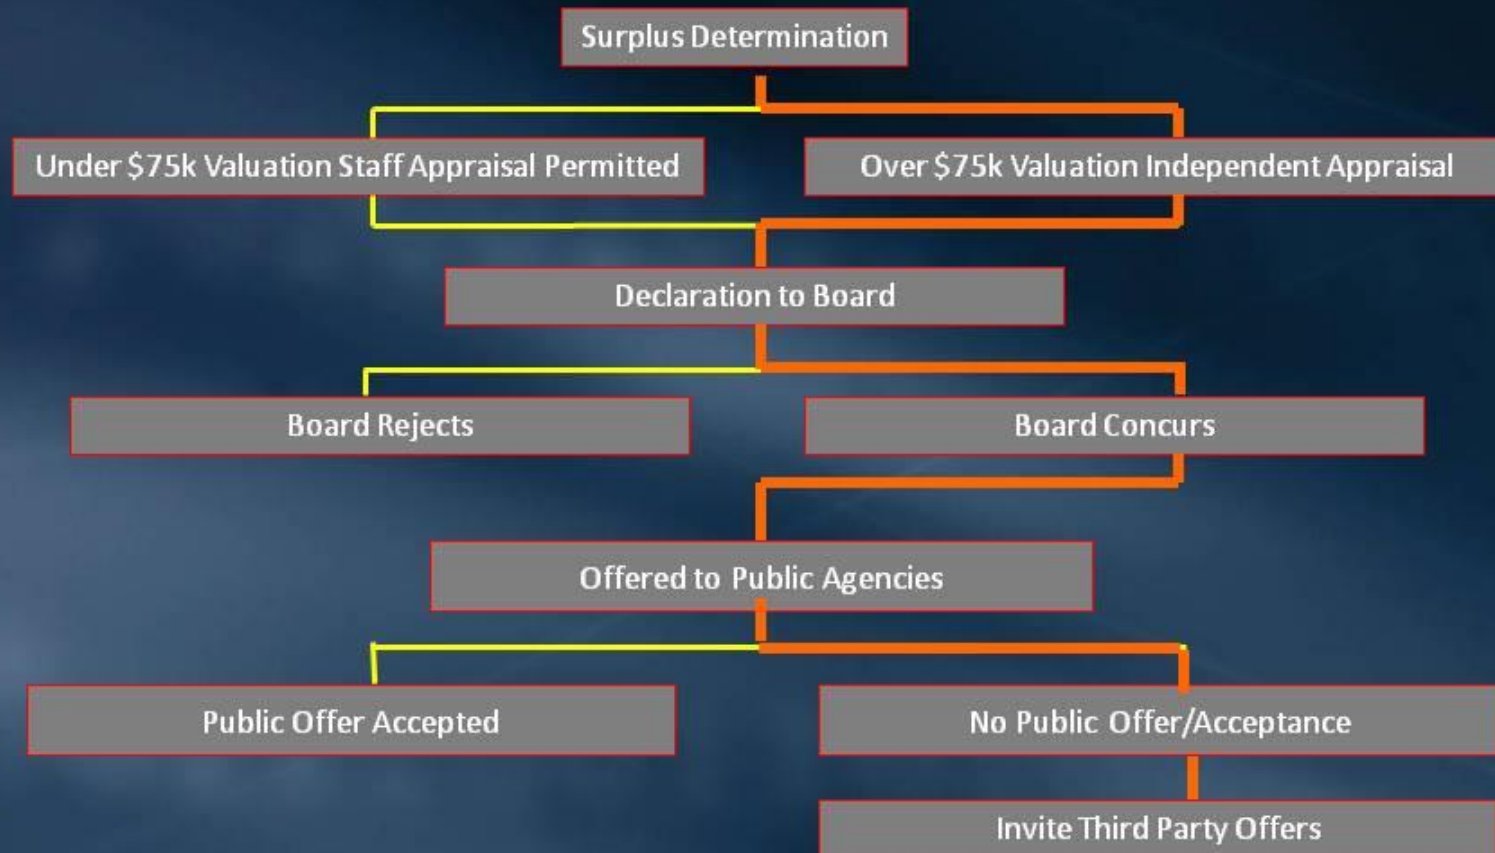 Surplus Determination
Under $75k Valuation Staff Appraisal Permitted
Over $75k Valuation Independent Appraisal
Declaration to Board
Board Rejects
Board Concurs
Offered to Public Agencies
Public Offer Accepted
No Public Offer/Acceptance
Invite Third Party Offers